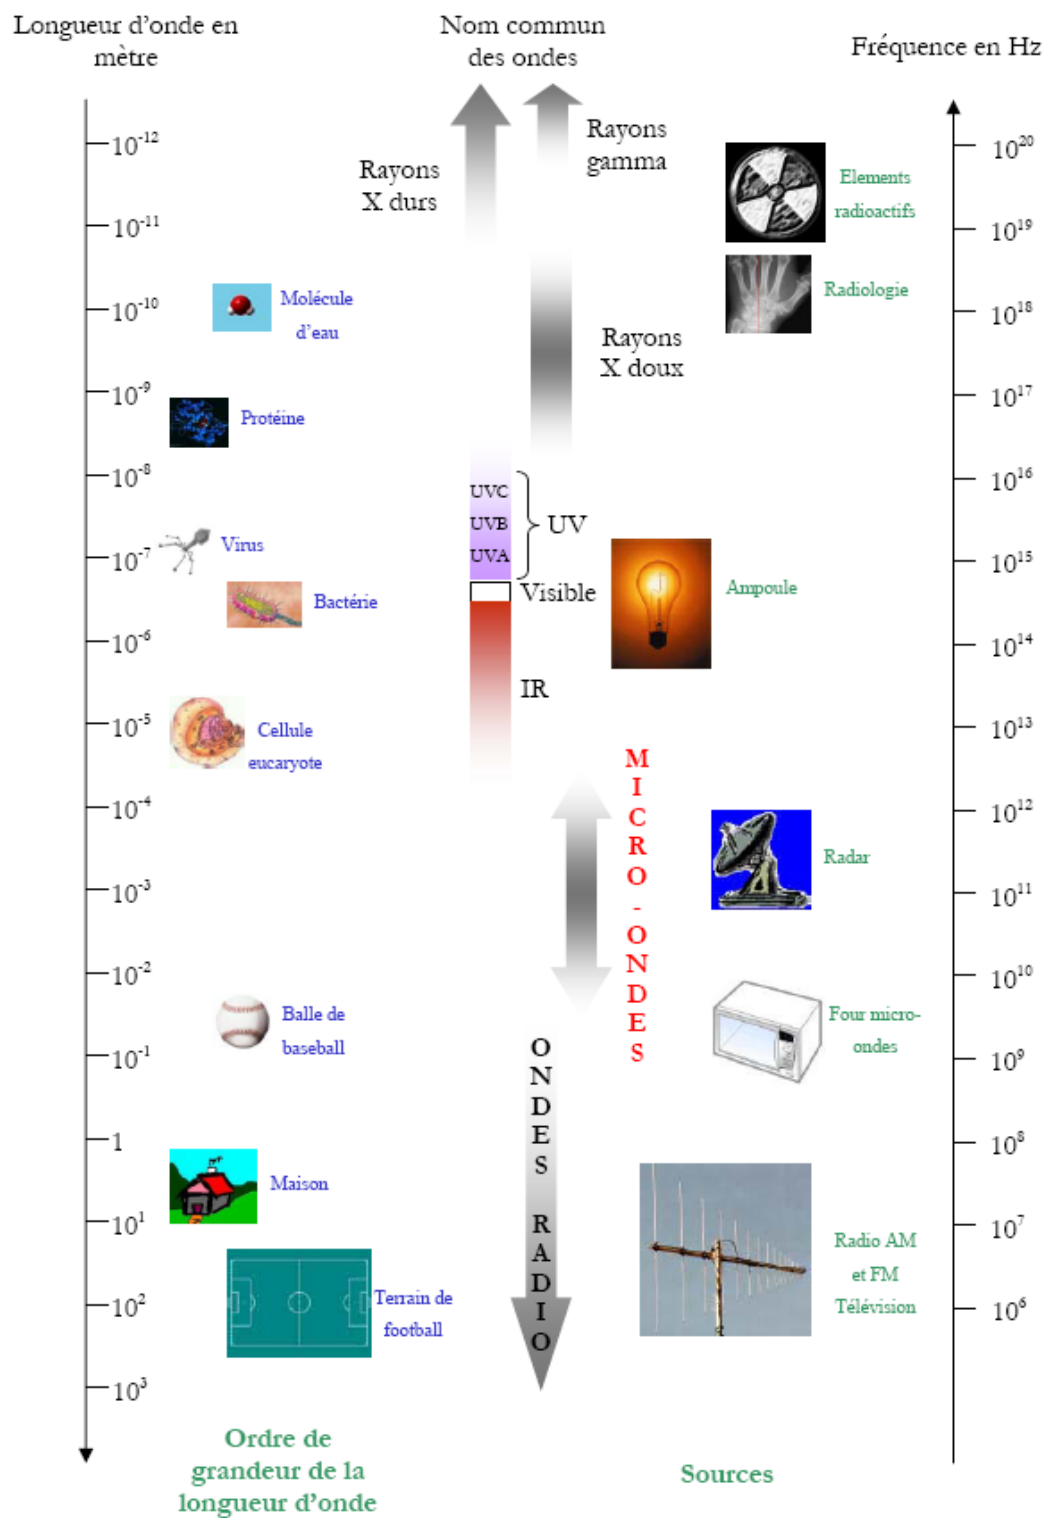 Longueur d'onde en
mètre
Nom commun
des ondes
Fréquence en Hz
10⁻¹²
10⁻¹¹
10⁻¹⁰
10⁻⁹
10⁻⁸
10⁻⁷
10⁻⁶
10⁻⁵
10⁻⁴
10⁻³
10⁻²
10⁻¹
1
10¹
10²
10³
Molécule
d'eau
Protéine
Virus
Bactérie
Cellule
eucaryote
Balle de
baseball
Maison
Terrain de
football
Ordre de
grandeur de la
longueur d'onde
Rayons
X durs
Rayons
gamma
Rayons
X doux
UVC
UVB
UVA
UV
Visible
IR
MICRO-ONDES
ONDES RADIO
Elements
radioactifs
Radiologie
Ampoule
Radar
Four micro-
ondes
Radio AM
et FM
Télévision
Sources
10²⁰
10¹⁹
10¹⁸
10¹⁷
10¹⁶
10¹⁵
10¹⁴
10¹³
10¹²
10¹¹
10¹⁰
10⁹
10⁸
10⁷
10⁶